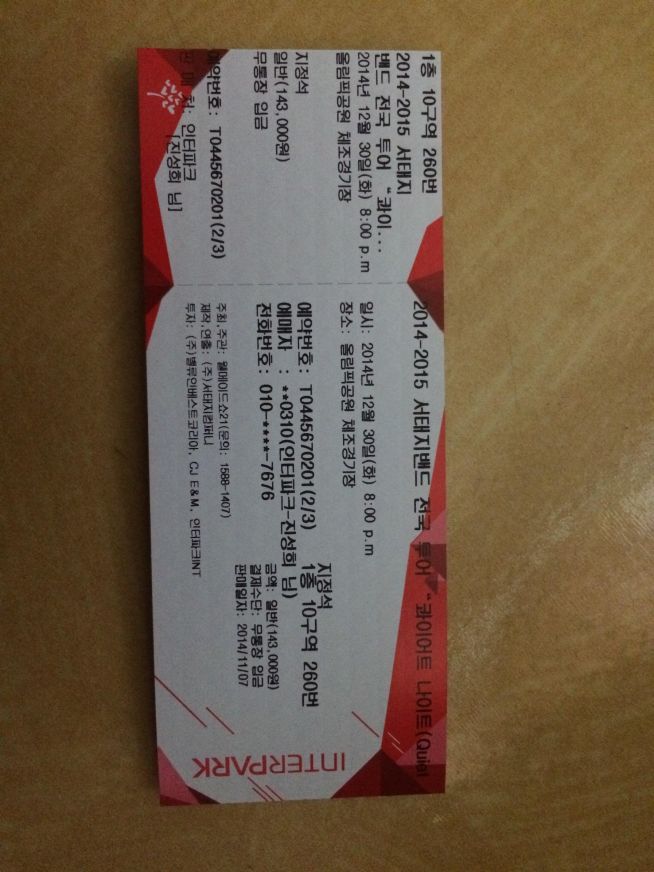 1층 10구역 260번
2014-2015 서태지
밴드 전국 투어 "콰이...
2014년 12월 30일(화) 8:00 p.m
올림픽공원 체조경기장
지정석
일반(143,000원)
무통장 입금
예약번호: T0445670201(2/3)
판 매 처: 인터파크
[진성희 님]
2014-2015 서태지밴드 전국 투어 "콰이어트 나이트(Quiet
일시: 2014년 12월 30일(화) 8:00 p.m
장소: 올림픽공원 체조경기장
지정석
1층 10구역 260번
예약번호: T0445670201(2/3)
예매자 : **0310(인터파크-진성희 님)
전화번호: 010-****-7676
금액: 일반(143,000원)
결제수단: 무통장 입금
판매일자: 2014/11/07
주최,주관: 웰메이드쇼21(문의: 1588-1407)
제작,연출: (주)서태지컴퍼니
투자: (주)밸류인베스트코리아, CJ E&M, 인터파크INT
INTERPARK